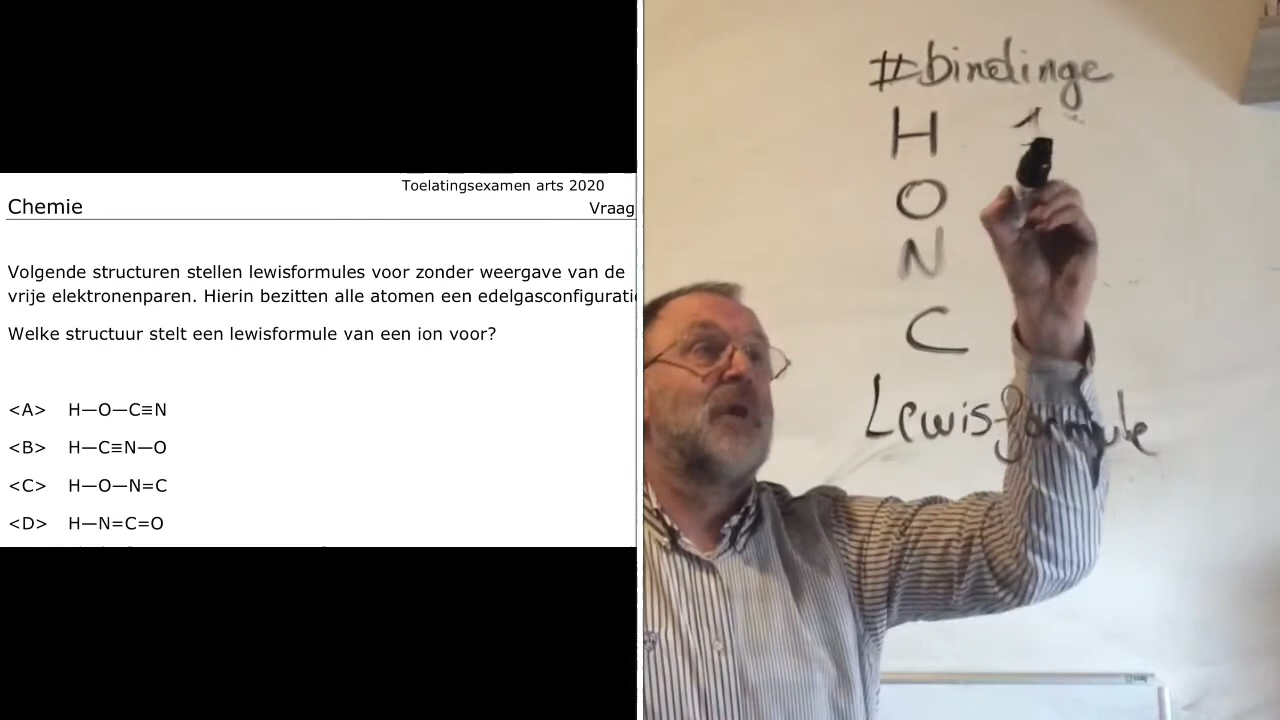 Toelatingsexamen arts 2020
Chemie
Vraag
Volgende structuren stellen lewisformules voor zonder weergave van de
vrije elektronenparen. Hierin bezitten alle atomen een edelgasconfigurati
Welke structuur stelt een lewisformule van een ion voor?
<A> H—O—C≡N
<B> H—C≡N—O
<C> H—O—N=C
<D> H—N=C=O
#bindinge
H 1
O
N
C
Lewisformule